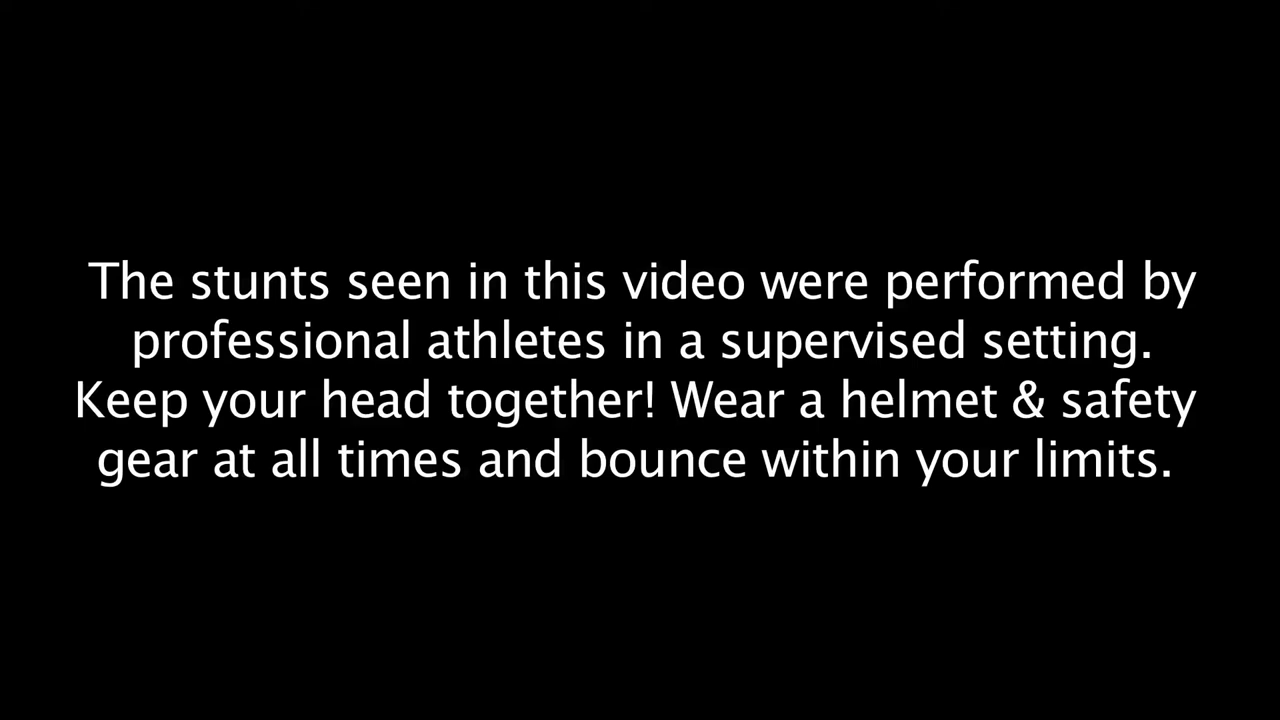 The stunts seen in this video were performed by
professional athletes in a supervised setting.
Keep your head together! Wear a helmet & safety
gear at all times and bounce within your limits.